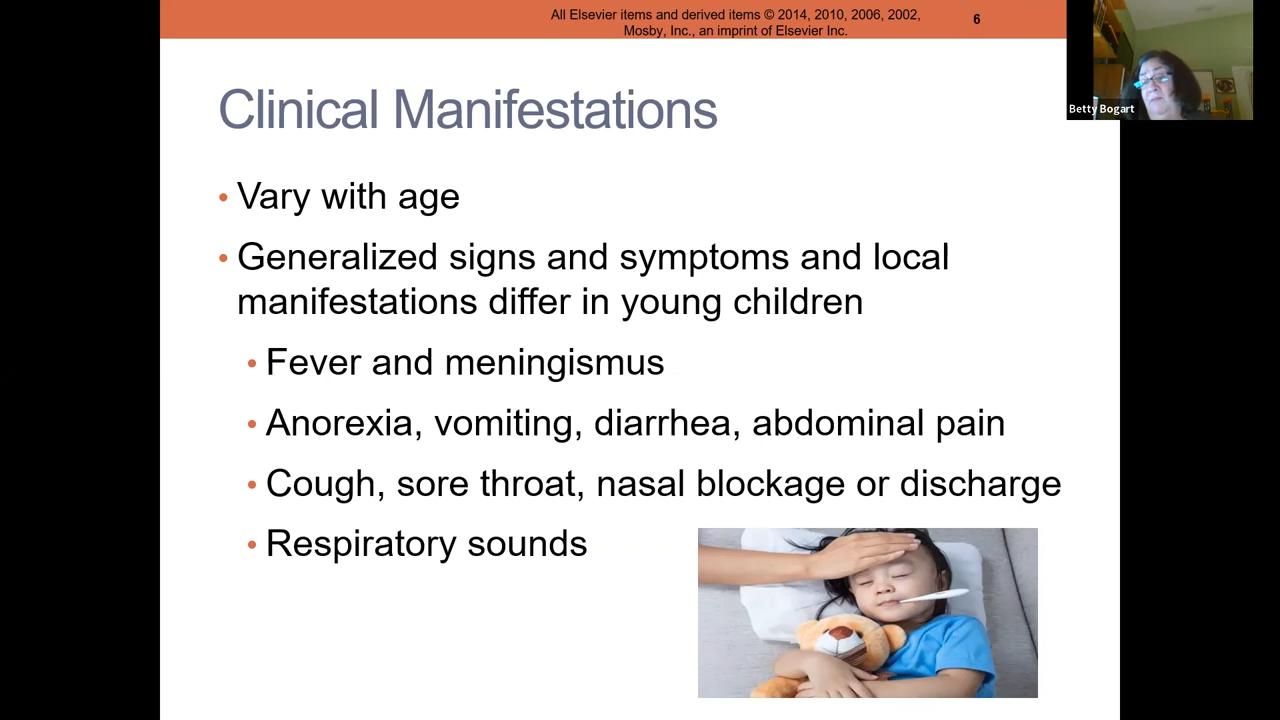 All Elsevier items and derived items © 2014, 2010, 2006, 2002,
Mosby, Inc., an imprint of Elsevier Inc.
6
Betty Bogart
Clinical Manifestations
• Vary with age
• Generalized signs and symptoms and local
manifestations differ in young children
• Fever and meningismus
• Anorexia, vomiting, diarrhea, abdominal pain
• Cough, sore throat, nasal blockage or discharge
• Respiratory sounds